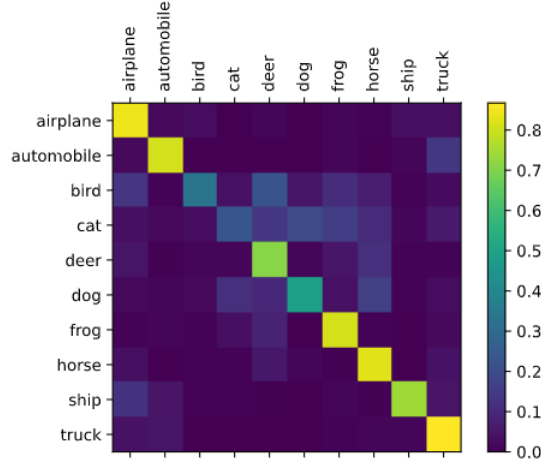 airplane
automobile
bird
cat
deer
dog
frog
horse
ship
truck
airplane
automobile
bird
cat
deer
dog
frog
horse
ship
truck
0.8
0.7
0.6
0.5
0.4
0.3
0.2
0.1
0.0